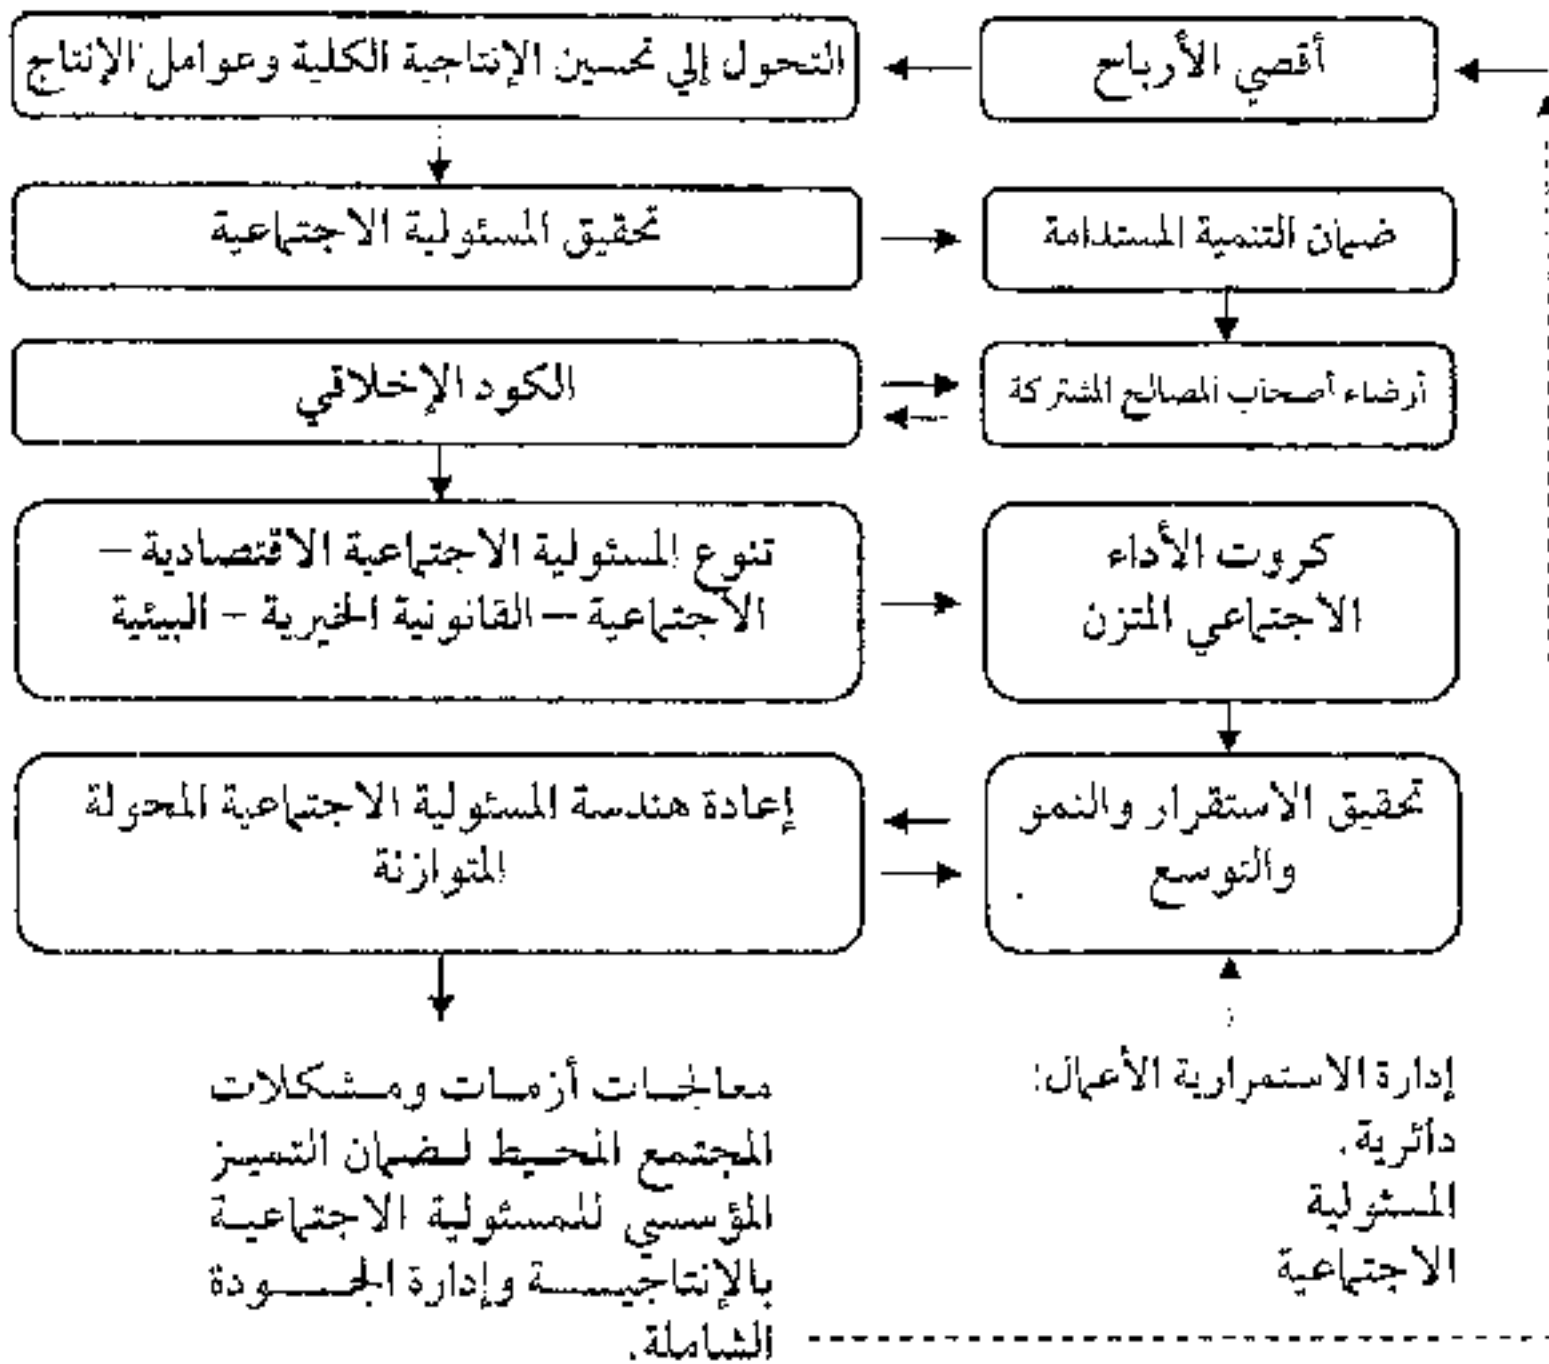 أقصي الأرباح
التحول إلي تحسين الإنتاجية الكلية وعوامل الإنتاج
تحقيق المسئولية الاجتماعية
ضمان التنمية المستدامة
أرضاء أصحاب المصالح المشتركة
الكود الإخلاقي
تنوع المسئولية الاجتماعية الاقتصادية –
الاجتماعية – القانونية الخيرية – البيئية
كروت الأداء
الاجتماعي المتزن
تحقيق الاستقرار والنمو
والتوسع
إعادة هندسة المسئولية الاجتماعية المحولة
المتوازنة
إدارة الاستمرارية الأعمال:
دائرية.
المسئولية
الاجتماعية
معالجات أزمات ومشكلات
المجتمع المحيط لضمان التميز
المؤسسي للمسئولية الاجتماعية
بالإنتاجية وإدارة الجودة
الشاملة.